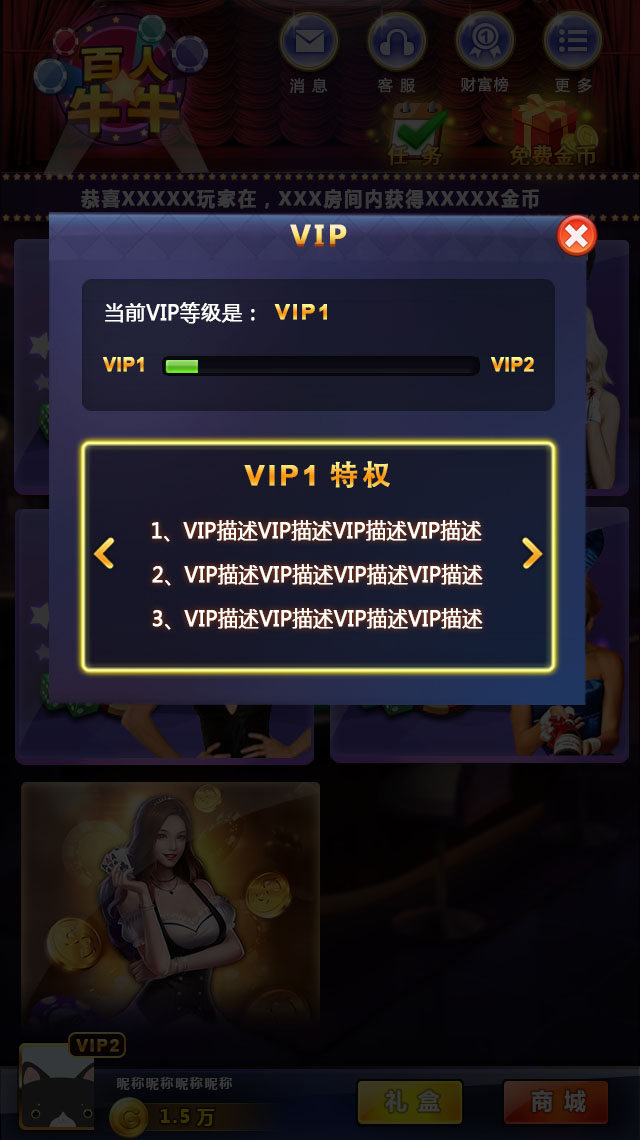 百人
牛牛
消息
客服
财富榜
更多
任务
免费金币
恭喜XXXXX玩家在，XXX房间内获得XXXXX金币
VIP
当前VIP等级是： VIP1
VIP1 VIP2
VIP1 特权
1、VIP描述VIP描述VIP描述VIP描述
2、VIP描述VIP描述VIP描述VIP描述
3、VIP描述VIP描述VIP描述VIP描述
VIP2
昵称昵称昵称昵称
G 1.5 万
礼盒
商城